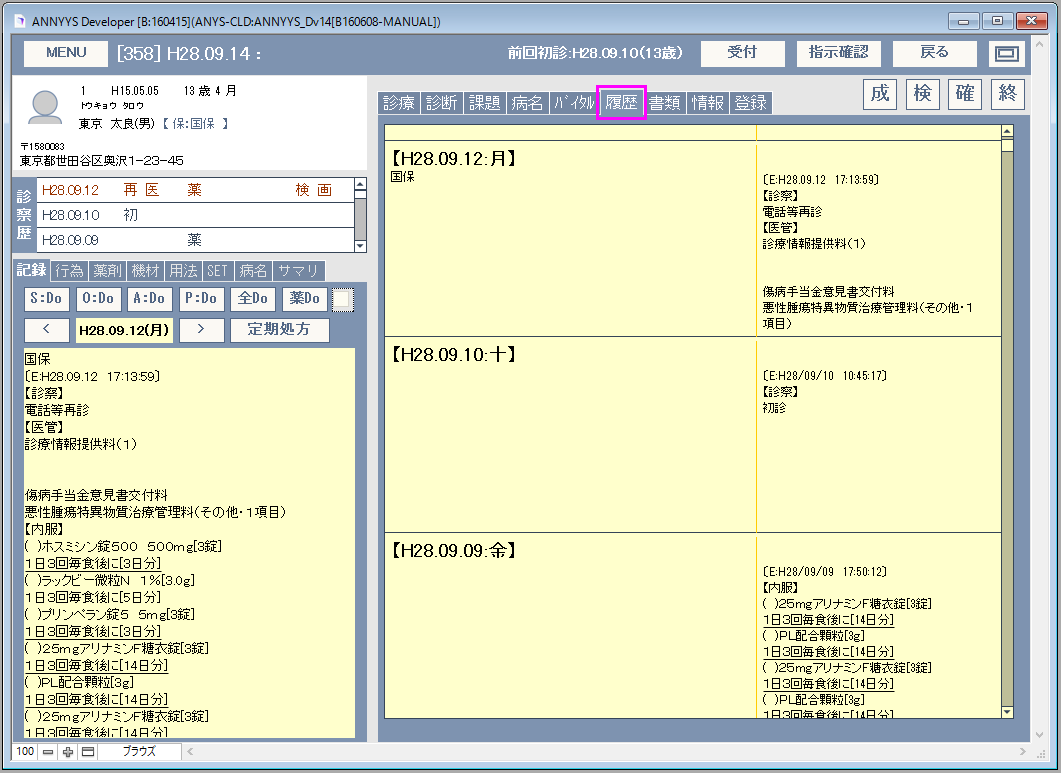 ANNYYS Developer [B:160415](ANYS-CLD:ANNYYS_Dv14[B160608-MANUAL])
MENU
[358] H28.09.14 :
前回初診:H28.09.10(13歳)
受付
指示確認
戻る
1 H15.05.05 13 歳 4 月
トウキョウ タロウ
東京 太良(男)【 保:国保 】
〒1580083
東京都世田谷区奥沢1-23-45
診察歴
H28.09.12 再 医 薬 検 画
H28.09.10 初
H28.09.09 薬
記録 行為 薬剤 機材 用法 SET 病名 サマリ
S:Do O:Do A:Do P:Do 全Do 薬Do
< H28.09.12(月) > 定期処方
国保
〔E:H28.09.12 17:13:59〕
【診察】
電話等再診
【医管】
診療情報提供料(1)
傷病手当金意見書交付料
悪性腫瘍特異物質治療管理料(その他・1項目)
【内服】
( )ホスミシン錠500 500mg[3錠]
1日3回毎食後に[3日分]
( )ラックビー微粒N 1%[3.0g]
1日3回毎食後に[5日分]
( )プリンペラン錠5 5mg[3錠]
1日3回毎食後に[3日分]
( )25mgアリナミンF糖衣錠[3錠]
1日3回毎食後に[14日分]
( )PL配合顆粒[3g]
1日3回毎食後に[14日分]
( )25mgアリナミンF糖衣錠[3錠]
1日3回毎食後に[14日分]
診療 診断 課題 病名 バイタル 履歴 書類 情報 登録
成 検 確 終
【H28.09.12:月】
国保
〔E:H28.09.12 17:13:59〕
【診察】
電話等再診
【医管】
診療情報提供料(1)
傷病手当金意見書交付料
悪性腫瘍特異物質治療管理料(その他・1
項目)
【H28.09.10:土】
〔E:H28/09/10 10:45:17〕
【診察】
初診
【H28.09.09:金】
〔E:H28/09/09 17:50:12〕
【内服】
( )25mgアリナミンF糖衣錠[3錠]
1日3回毎食後に[14日分]
( )PL配合顆粒[3g]
1日3回毎食後に[14日分]
( )25mgアリナミンF糖衣錠[3錠]
1日3回毎食後に[14日分]
( )PL配合顆粒[3g]
1日3回毎食後に[14日分]
100 ブラウズ